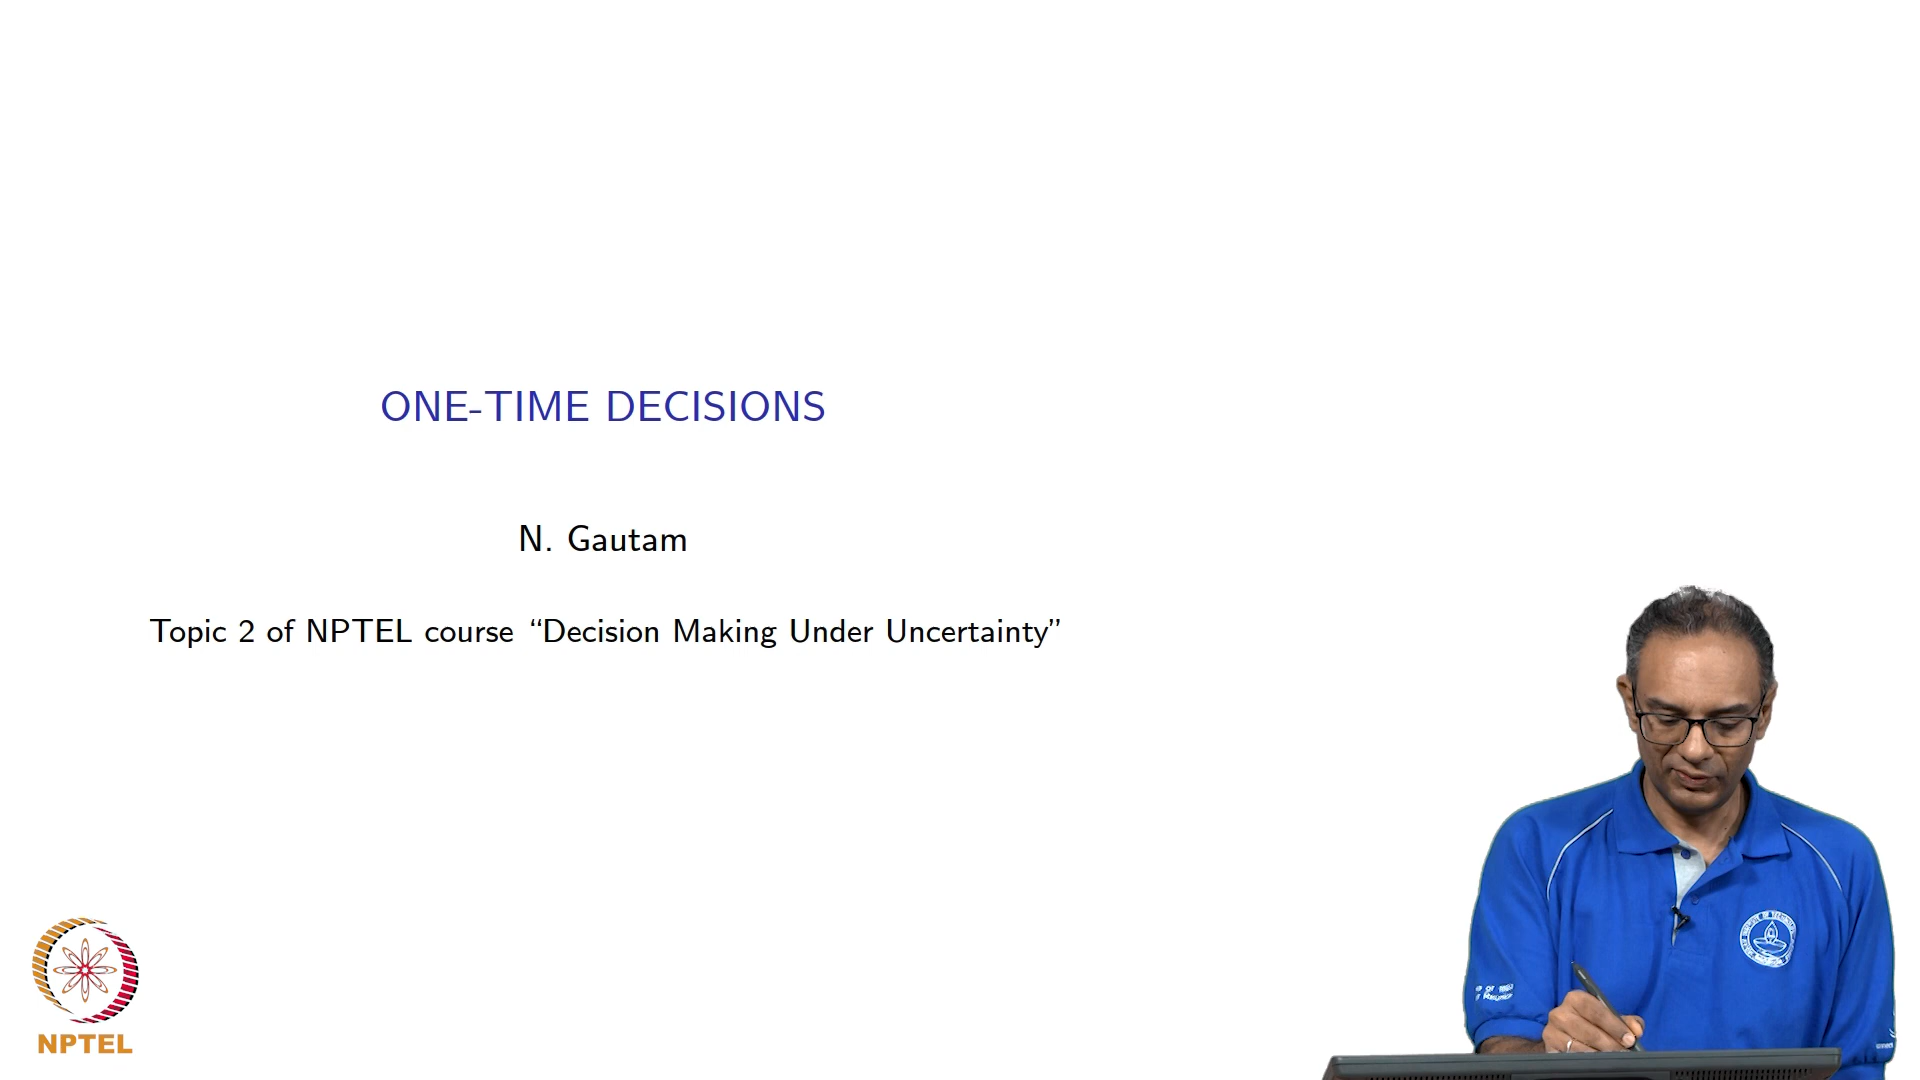 ONE-TIME DECISIONS
N. Gautam
Topic 2 of NPTEL course “Decision Making Under Uncertainty”
NPTEL